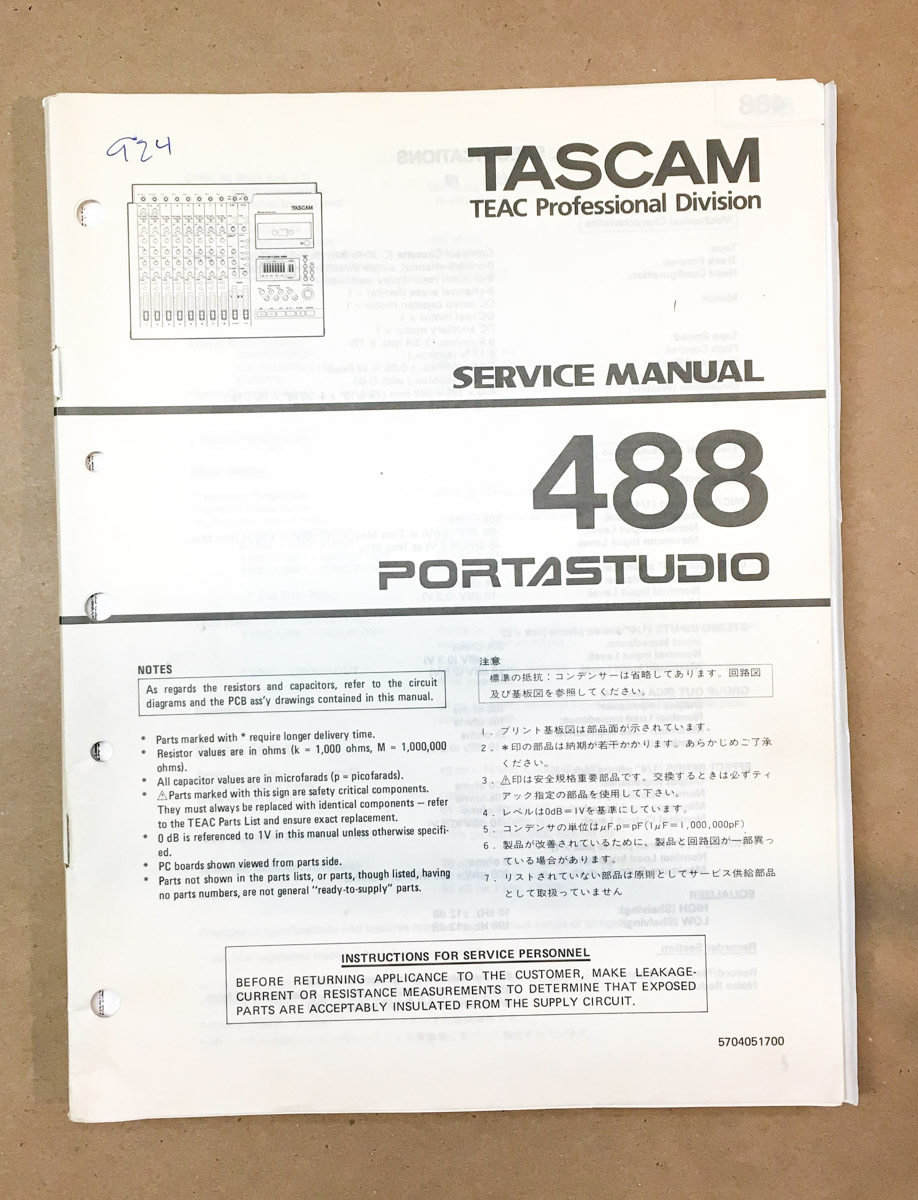 924
TASCAM
TEAC Professional Division
TASCAM
SERVICE MANUAL
488
PORTASTUDIO
NOTES
As regards the resistors and capacitors, refer to the circuit
diagrams and the PCB ass'y drawings contained in this manual.
* Parts marked with * require longer delivery time.
* Resistor values are in ohms (k = 1,000 ohms, M = 1,000,000
ohms).
* All capacitor values are in microfarads (p = picofarads).
* ⚠Parts marked with this sign are safety critical components.
They must always be replaced with identical components – refer
to the TEAC Parts List and ensure exact replacement.
* 0 dB is referenced to 1V in this manual unless otherwise specifi-
ed.
* PC boards shown viewed from parts side.
* Parts not shown in the parts lists, or parts, though listed, having
no parts numbers, are not general "ready-to-supply" parts.
注意
標準の抵抗:コンデンサーは省略してあります。回路図
及び基板図を参照してください。
1. プリント基板図は部品面が示されています。
2. *印の部品は納期が若干かかります。あらかじめご了承
ください。
3. ⚠印は安全規格重要部品です。交換するときは必ずティ
アック指定の部品を使用して下さい。
4. レベルは0dB=1Vを基準にしています。
5. コンデンサの単位はμF.p=pF(1μF=1,000,000pF)
6. 製品が改善されているために、製品と回路図が一部異っ
ている場合があります。
7. リストされていない部品は原則としてサービス供給部品
として取扱っていません
INSTRUCTIONS FOR SERVICE PERSONNEL
BEFORE RETURNING APPLICANCE TO THE CUSTOMER, MAKE LEAKAGE-
CURRENT OR RESISTANCE MEASUREMENTS TO DETERMINE THAT EXPOSED
PARTS ARE ACCEPTABLY INSULATED FROM THE SUPPLY CIRCUIT.
5704051700